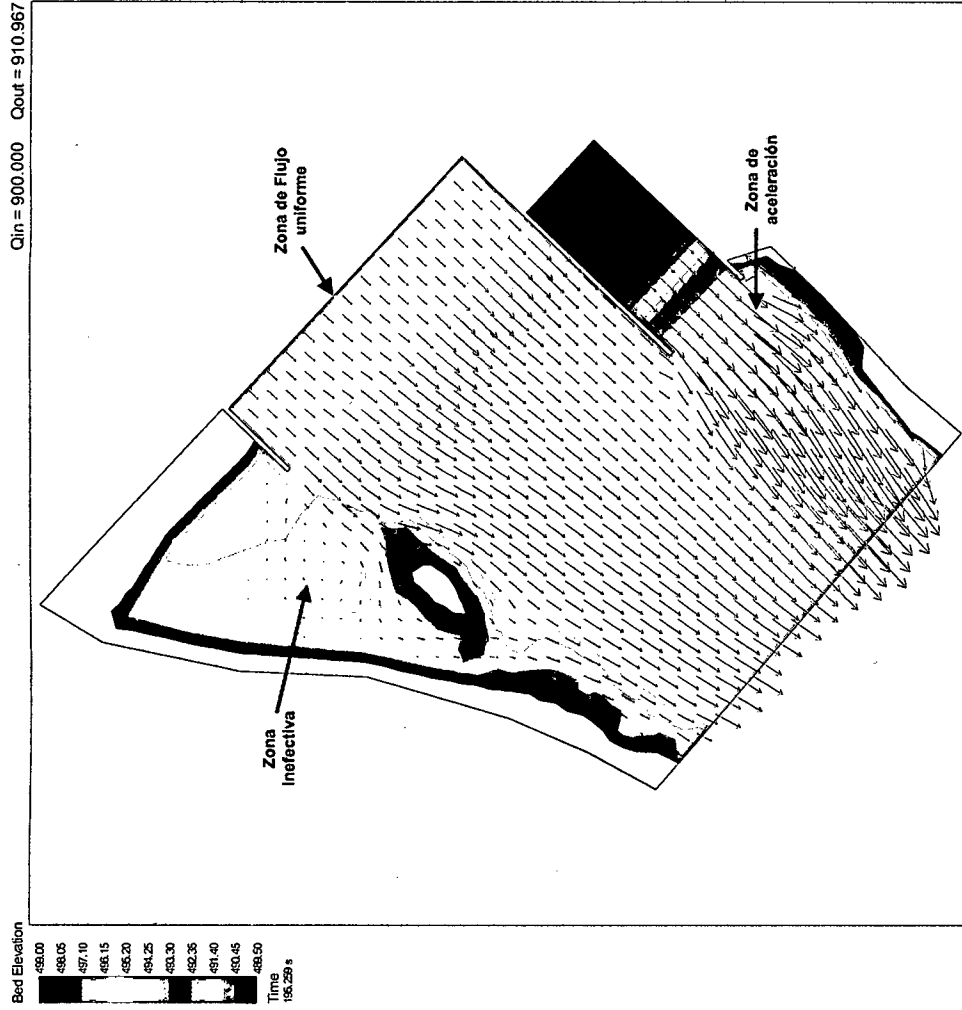 Qin = 900.000 Qout = 910.967
Bed Elevation
499.00
498.05
497.10
496.15
495.20
494.25
493.30
492.35
491.40
490.45
489.50
Time
195.259 s
Zona de Flujo
uniforme
Zona de
aceleración
Zona
Inefectiva